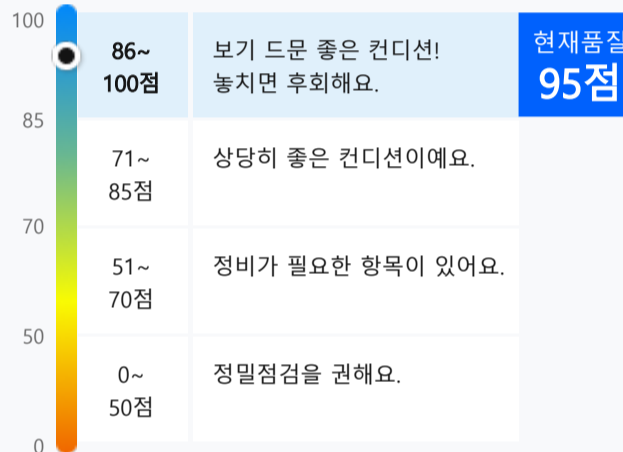 100
86~
100점
보기 드문 좋은 컨디션!
놓치면 후회해요.
현재품질
95점
85
71~
85점
상당히 좋은 컨디션이예요.
70
51~
70점
정비가 필요한 항목이 있어요.
50
0~
50점
정밀점검을 권해요.
0